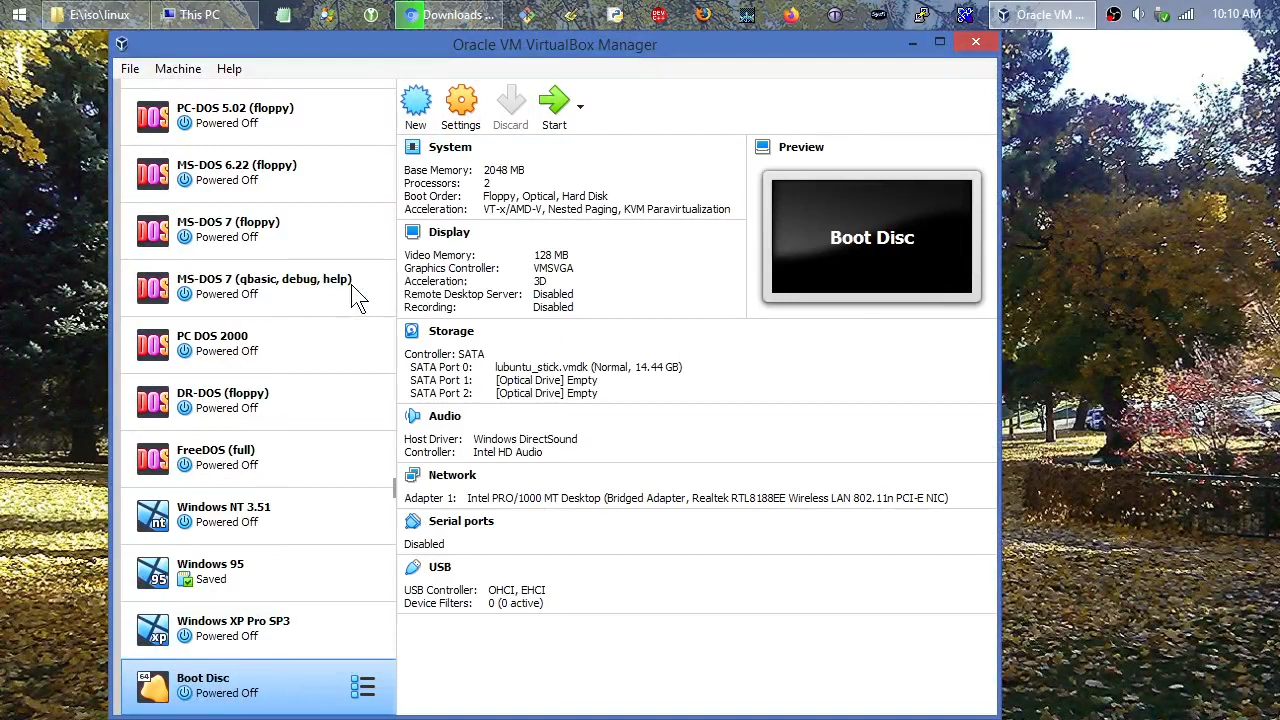 E:\iso\linux
This PC
Downloads ...
Oracle VM ...
10:10 AM
Oracle VM VirtualBox Manager
File Machine Help
PC-DOS 5.02 (floppy)
Powered Off
MS-DOS 6.22 (floppy)
Powered Off
MS-DOS 7 (floppy)
Powered Off
MS-DOS 7 (qbasic, debug, help)
Powered Off
PC DOS 2000
Powered Off
DR-DOS (floppy)
Powered Off
FreeDOS (full)
Powered Off
Windows NT 3.51
Powered Off
Windows 95
Saved
Windows XP Pro SP3
Powered Off
Boot Disc
Powered Off
New Settings Discard Start
System
Base Memory: 2048 MB
Processors: 2
Boot Order: Floppy, Optical, Hard Disk
Acceleration: VT-x/AMD-V, Nested Paging, KVM Paravirtualization
Preview
Boot Disc
Display
Video Memory: 128 MB
Graphics Controller: VMSVGA
Acceleration: 3D
Remote Desktop Server: Disabled
Recording: Disabled
Storage
Controller: SATA
SATA Port 0: lubuntu_stick.vmdk (Normal, 14.44 GB)
SATA Port 1: [Optical Drive] Empty
SATA Port 2: [Optical Drive] Empty
Audio
Host Driver: Windows DirectSound
Controller: Intel HD Audio
Network
Adapter 1: Intel PRO/1000 MT Desktop (Bridged Adapter, Realtek RTL8188EE Wireless LAN 802.11n PCI-E NIC)
Serial ports
Disabled
USB
USB Controller: OHCI, EHCI
Device Filters: 0 (0 active)